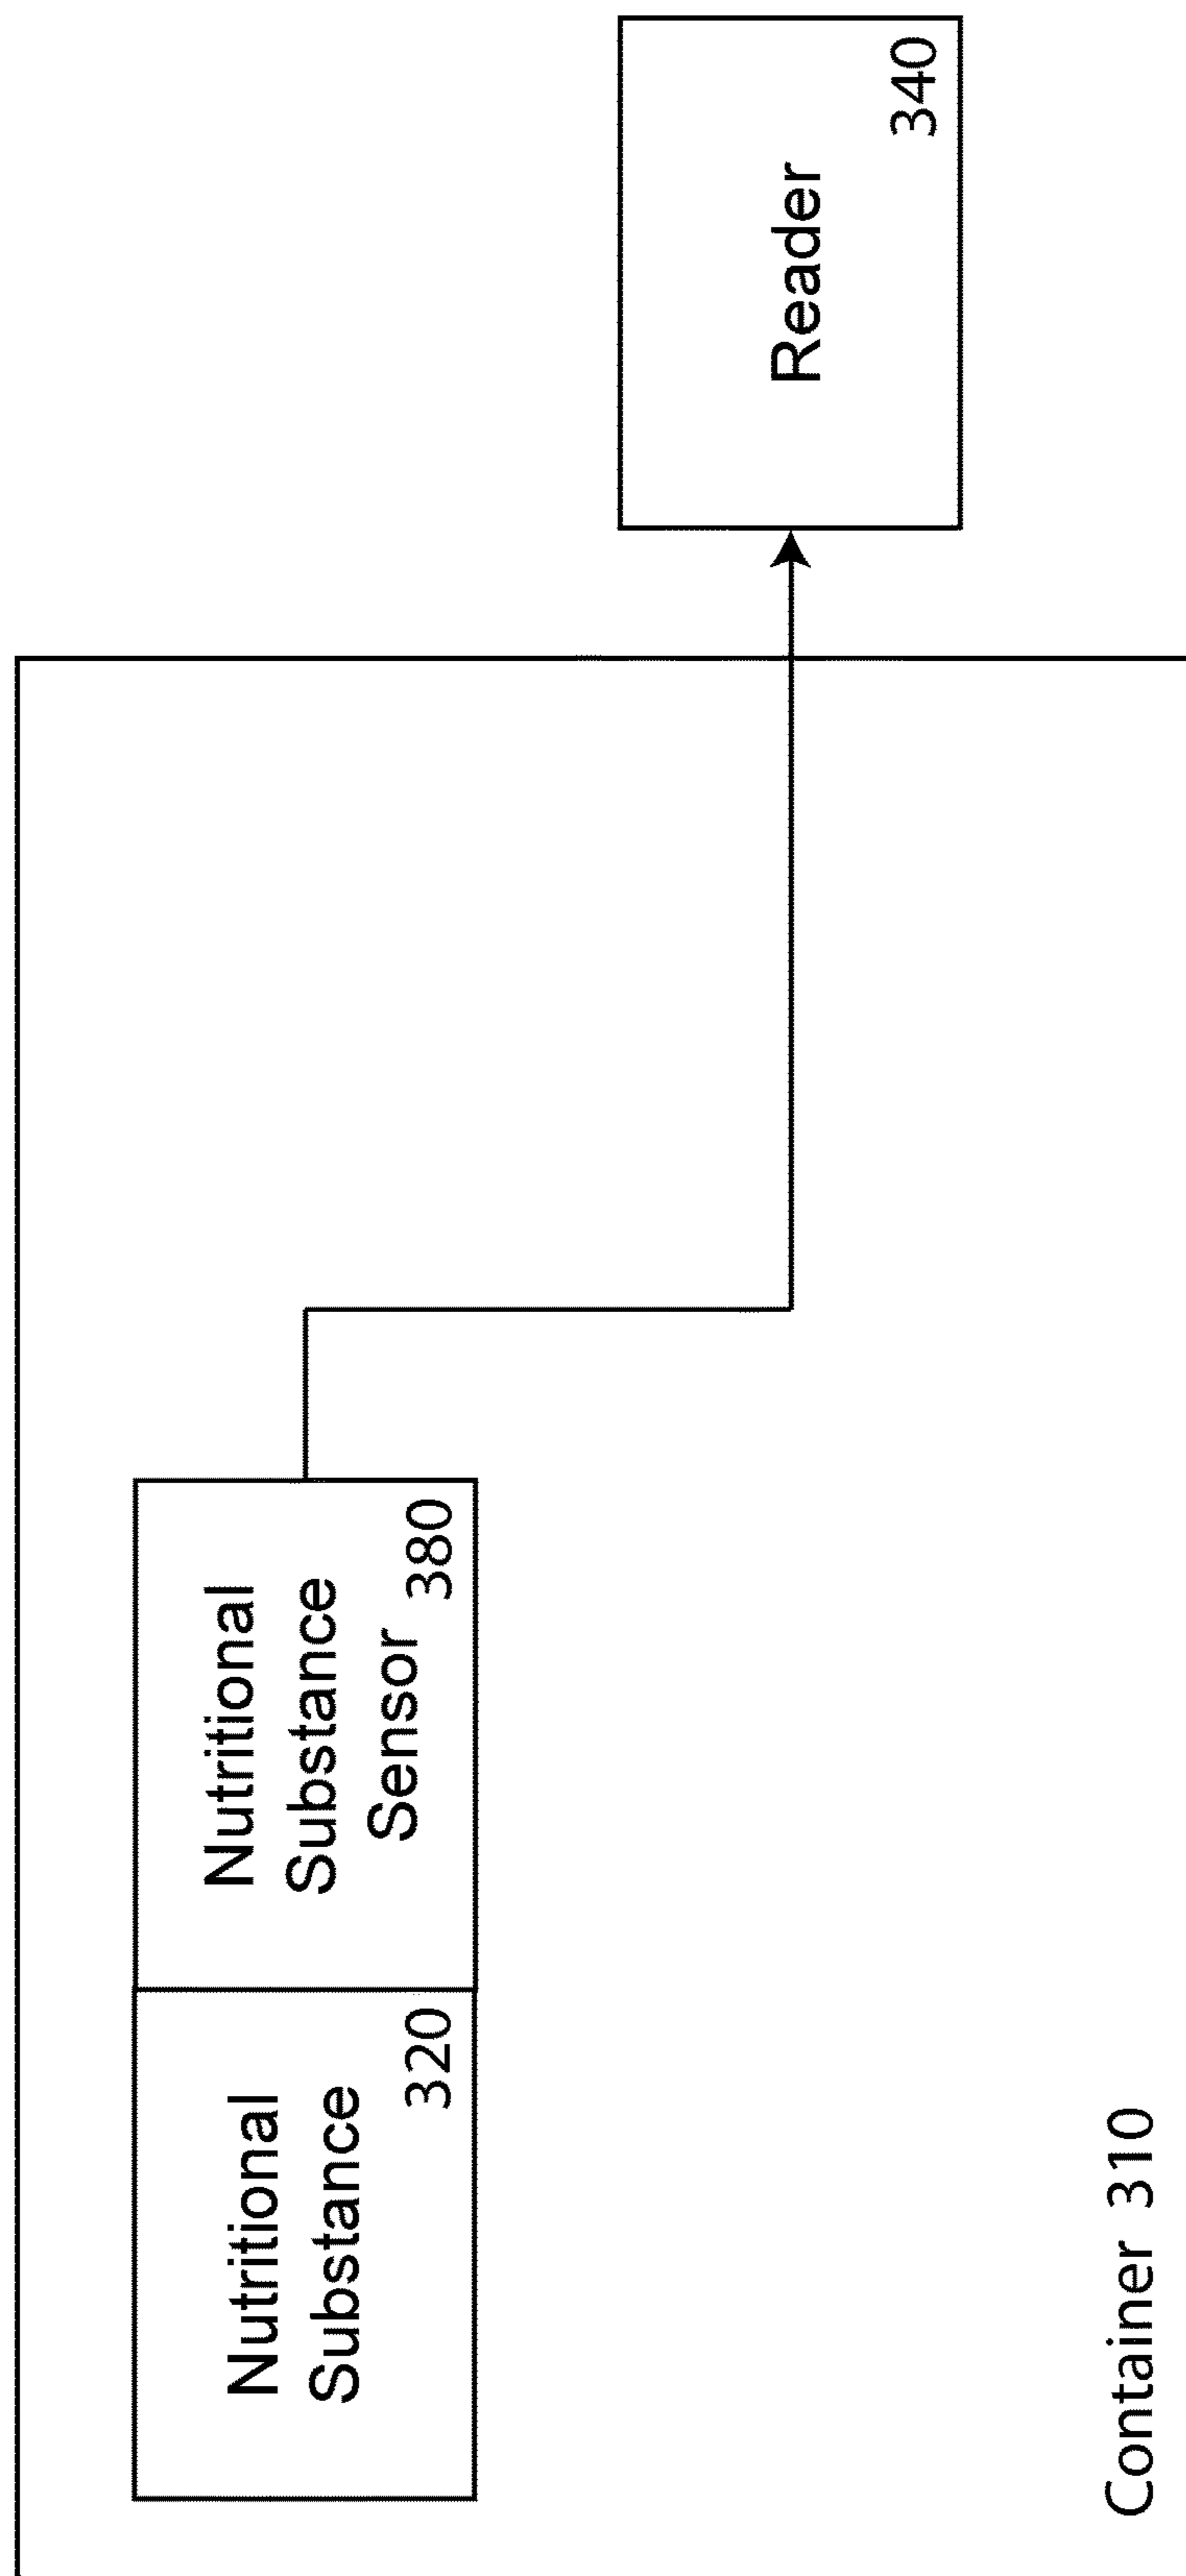 Nutritional
Substance
320
Nutritional
Substance
Sensor
380
Reader
340
Container 310